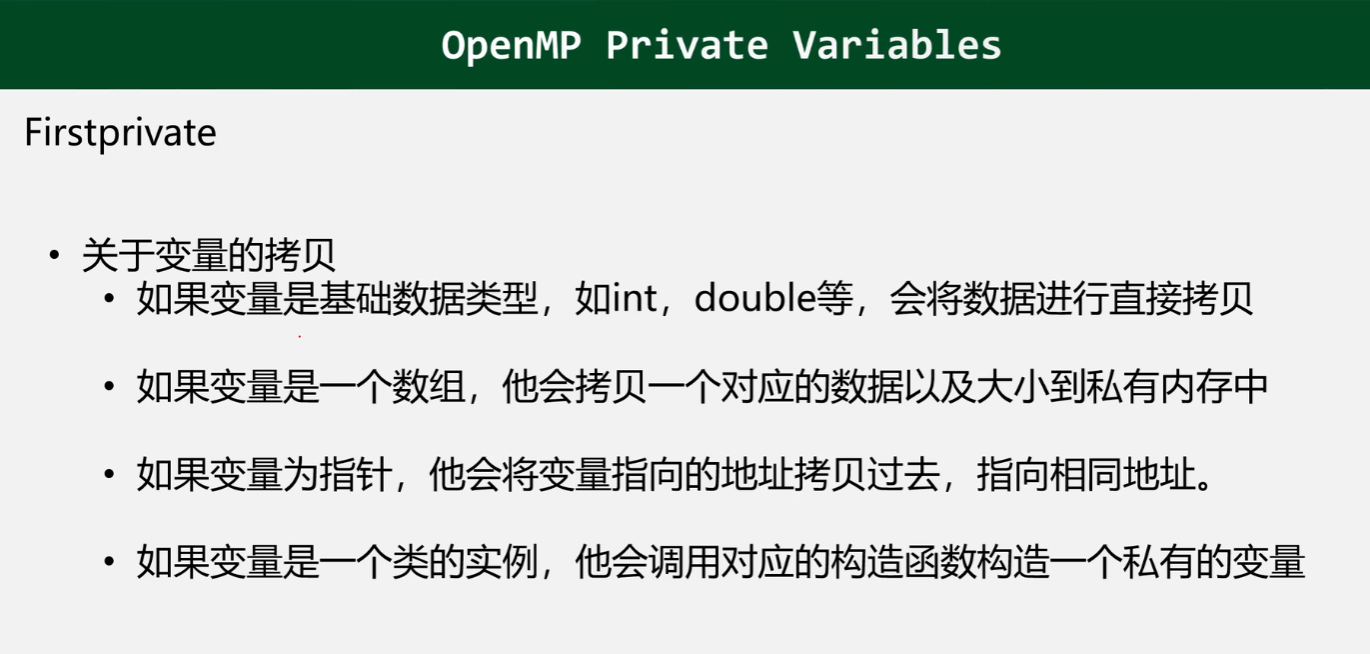 OpenMP Private Variables
Firstprivate
• 关于变量的拷贝
• 如果变量是基础数据类型，如int，double等，会将数据进行直接拷贝
• 如果变量是一个数组，他会拷贝一个对应的数据以及大小到私有内存中
• 如果变量为指针，他会将变量指向的地址拷贝过去，指向相同地址。
• 如果变量是一个类的实例，他会调用对应的构造函数构造一个私有的变量